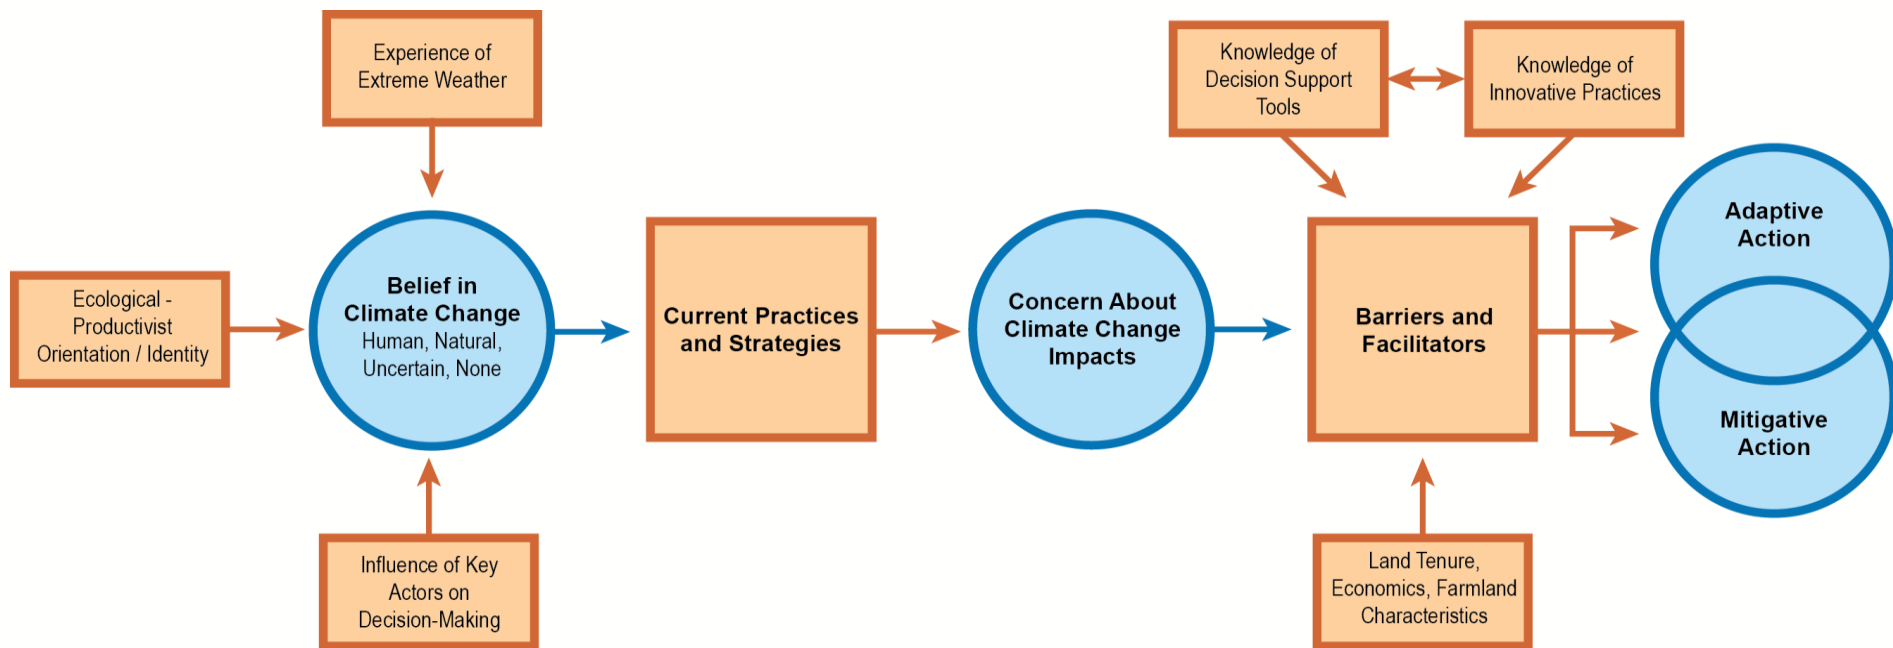 Experience of
Extreme Weather
Ecological -
Productivist
Orientation / Identity
Belief in
Climate Change
Human, Natural,
Uncertain, None
Influence of Key
Actors on
Decision-Making
Current Practices
and Strategies
Concern About
Climate Change
Impacts
Knowledge of
Decision Support
Tools
Knowledge of
Innovative Practices
Barriers and
Facilitators
Land Tenure,
Economics, Farmland
Characteristics
Adaptive
Action
Mitigative
Action